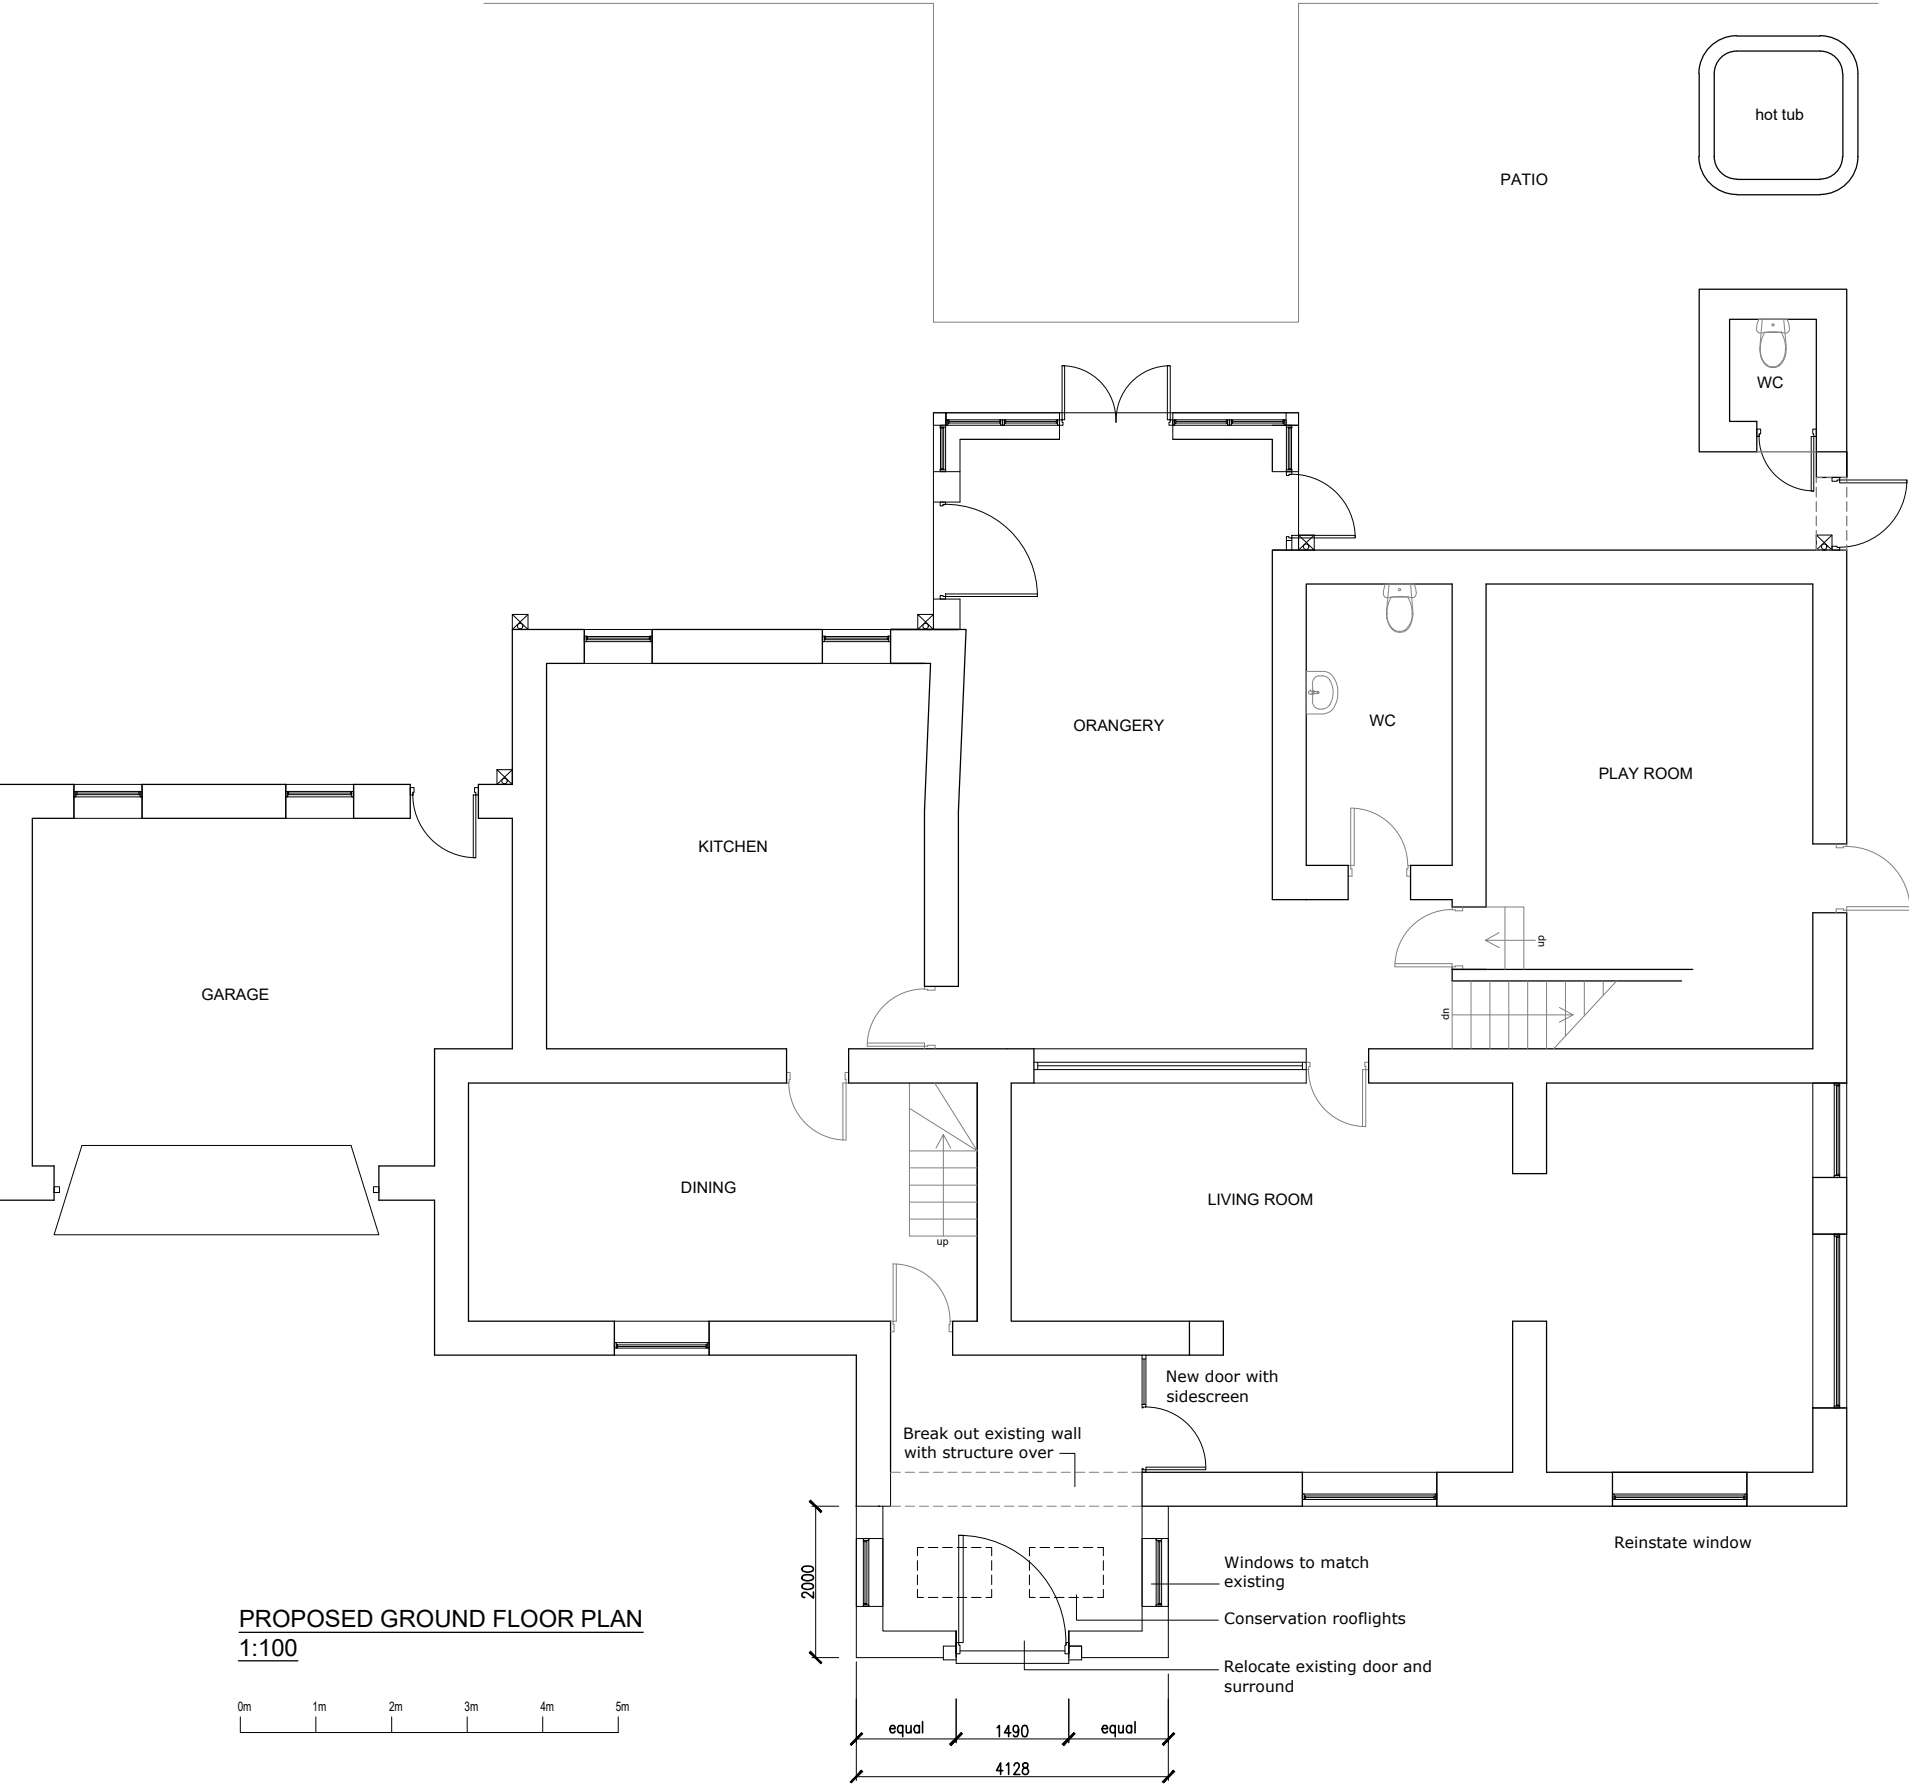 hot tub
PATIO
WC
ORANGERY
WC
PLAY ROOM
KITCHEN
up
GARAGE
up
DINING
LIVING ROOM
up
New door with
sidescreen
Break out existing wall
with structure over
2000
Reinstate window
Windows to match
existing
Conservation rooflights
Relocate existing door and
surround
PROPOSED GROUND FLOOR PLAN
1:100
0m 1m 2m 3m 4m 5m
equal 1490 equal
4128